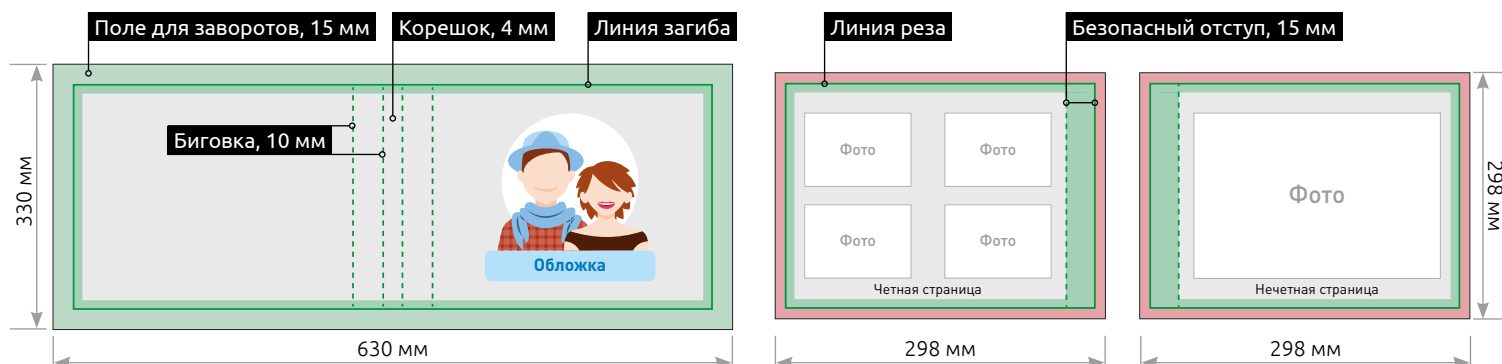 Поле для заворотов, 15 мм
Корешок, 4 мм
Линия загиба
Линия реза
Безопасный отступ, 15 мм
Биговка, 10 мм
330 мм
Обложка
630 мм
Фото
Фото
Фото
Фото
Четная страница
298 мм
Фото
Нечетная страница
298 мм
298 мм